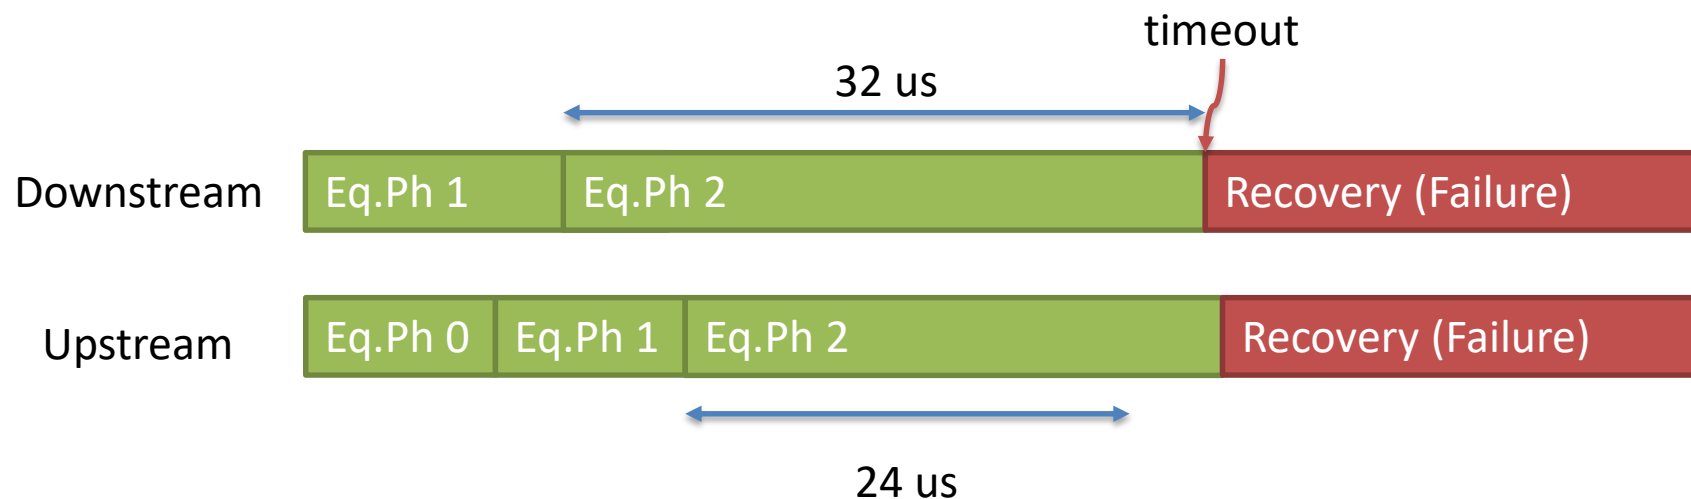 timeout
32 us
Downstream
Eq.Ph 1
Eq.Ph 2
Recovery (Failure)
Upstream
Eq.Ph 0
Eq.Ph 1
Eq.Ph 2
Recovery (Failure)
24 us